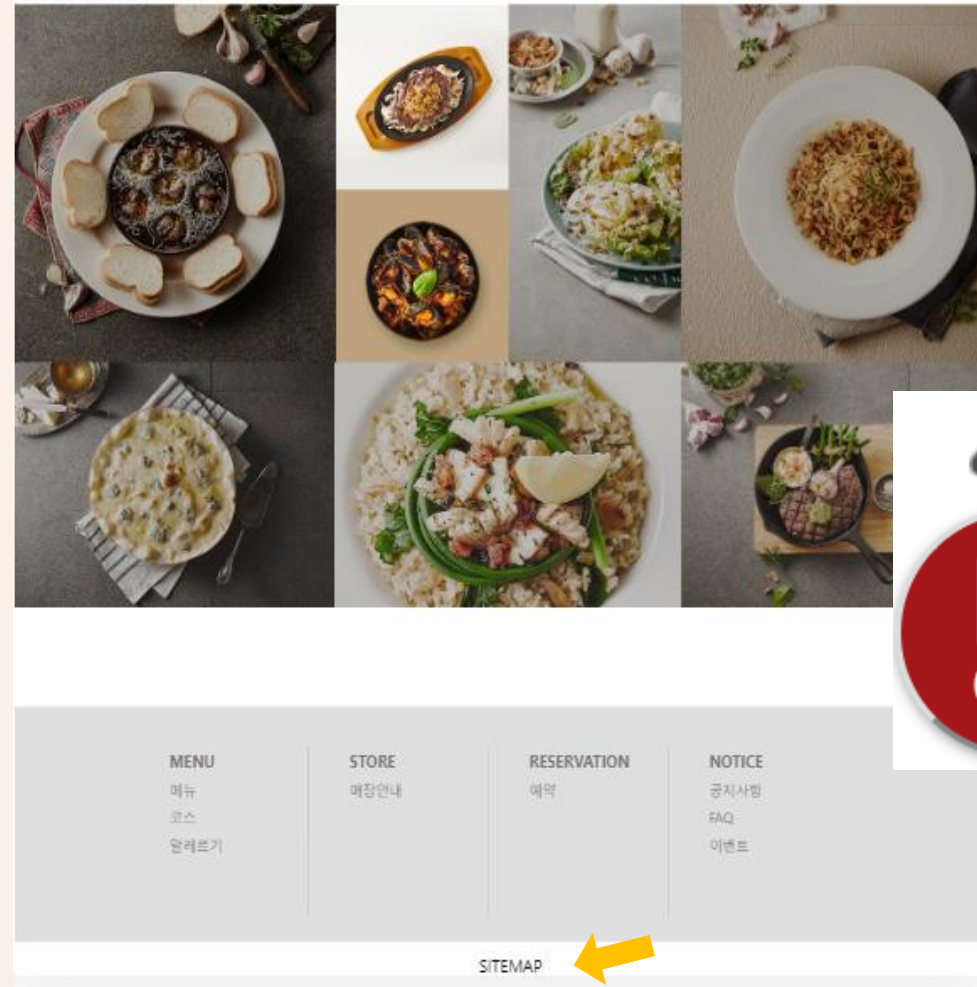 MENU
메뉴
코스
알레르기
STORE
매장안내
RESERVATION
예약
NOTICE
공지사항
FAQ
이벤트
SITEMAP